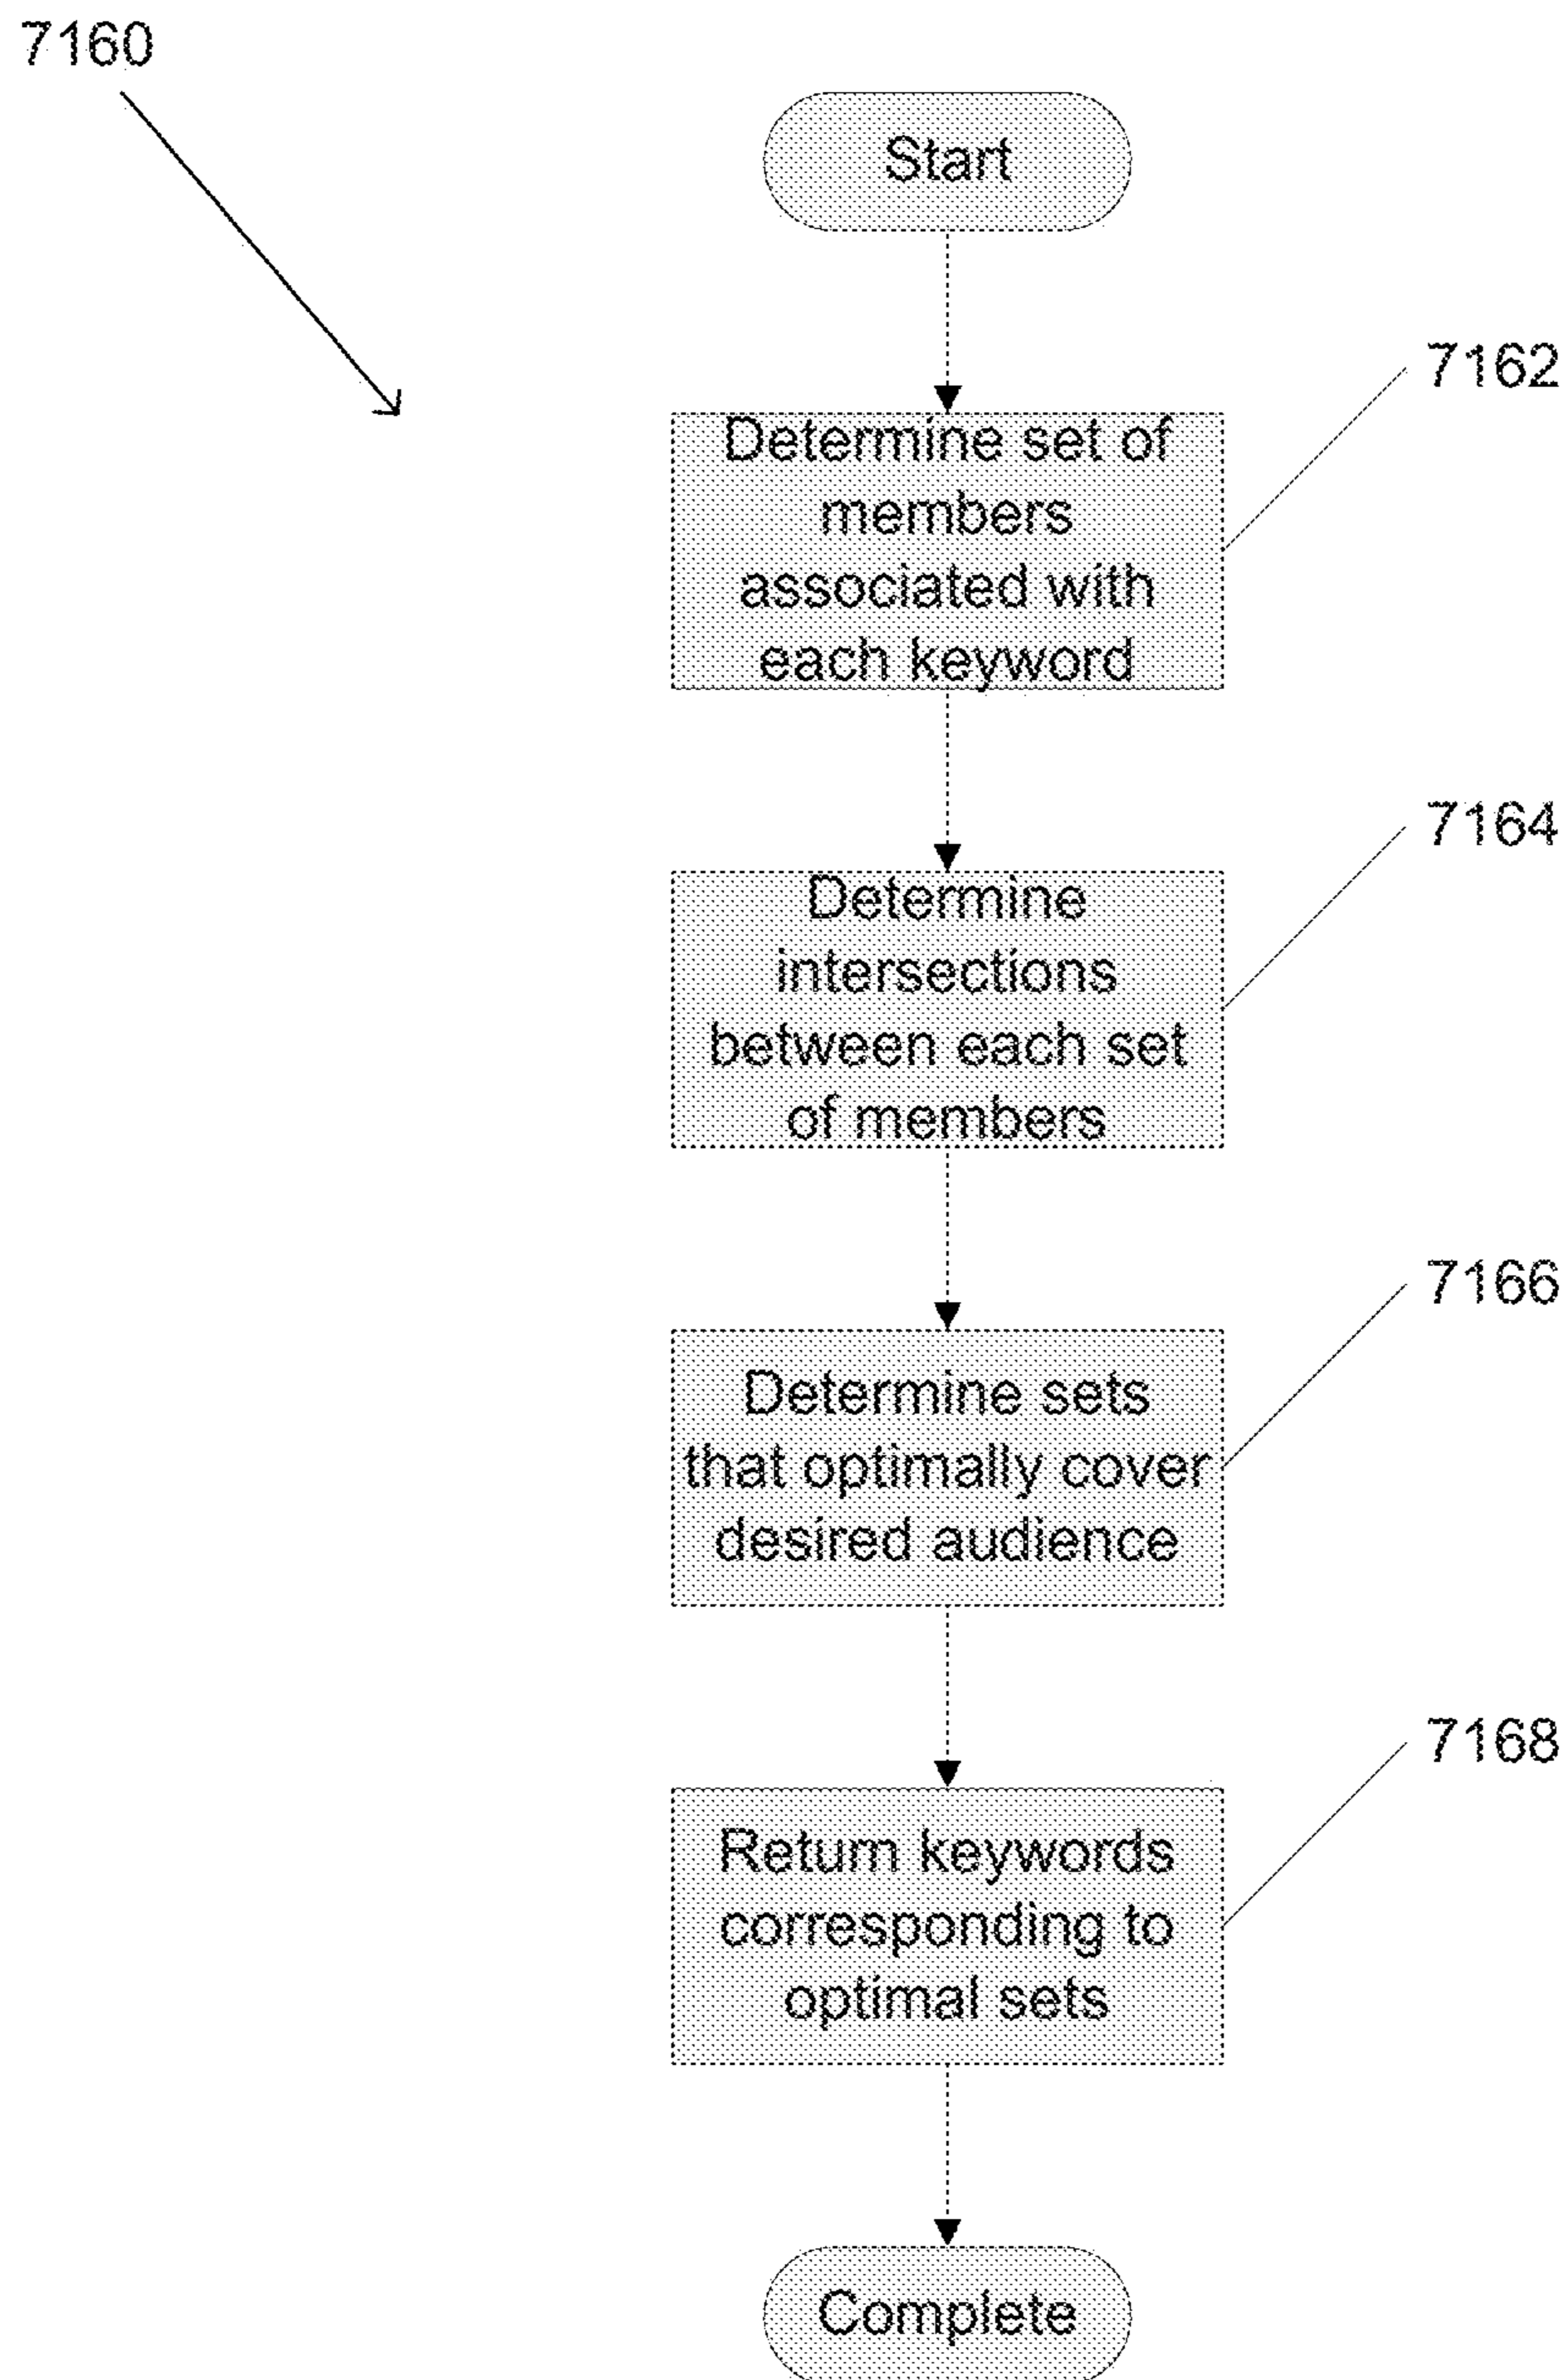 7160
Start
7162
Determine set of
members
associated with
each keyword
7164
Determine
intersections
between each set
of members
7166
Determine sets
that optimally cover
desired audience
7168
Return keywords
corresponding to
optimal sets
Complete